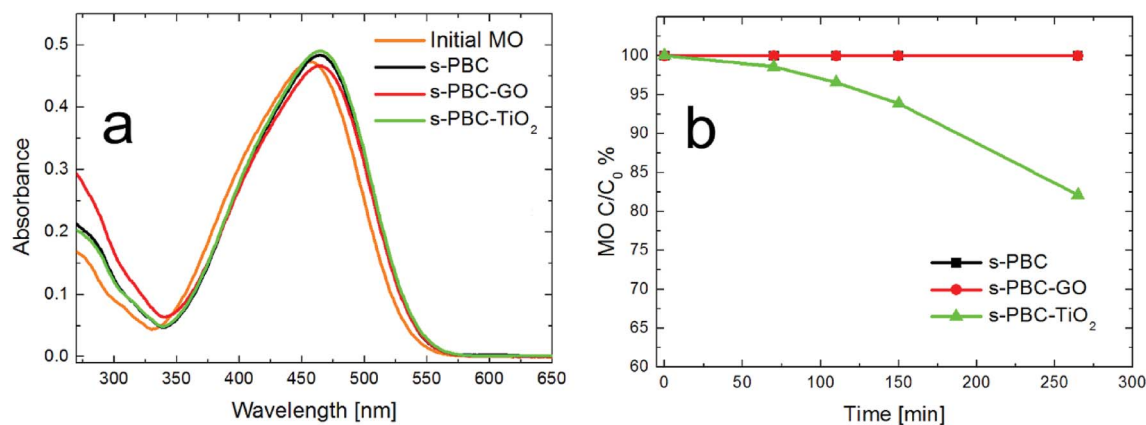 a
Absorbance
0.5
0.4
0.3
0.2
0.1
0.0
Initial MO
s-PBC
s-PBC-GO
s-PBC-TiO₂
300 350 400 450 500 550 600 650
Wavelength [nm]
b
MO C/C₀ %
100
95
90
85
80
75
70
65
60
s-PBC
s-PBC-GO
s-PBC-TiO₂
0 50 100 150 200 250 300
Time [min]